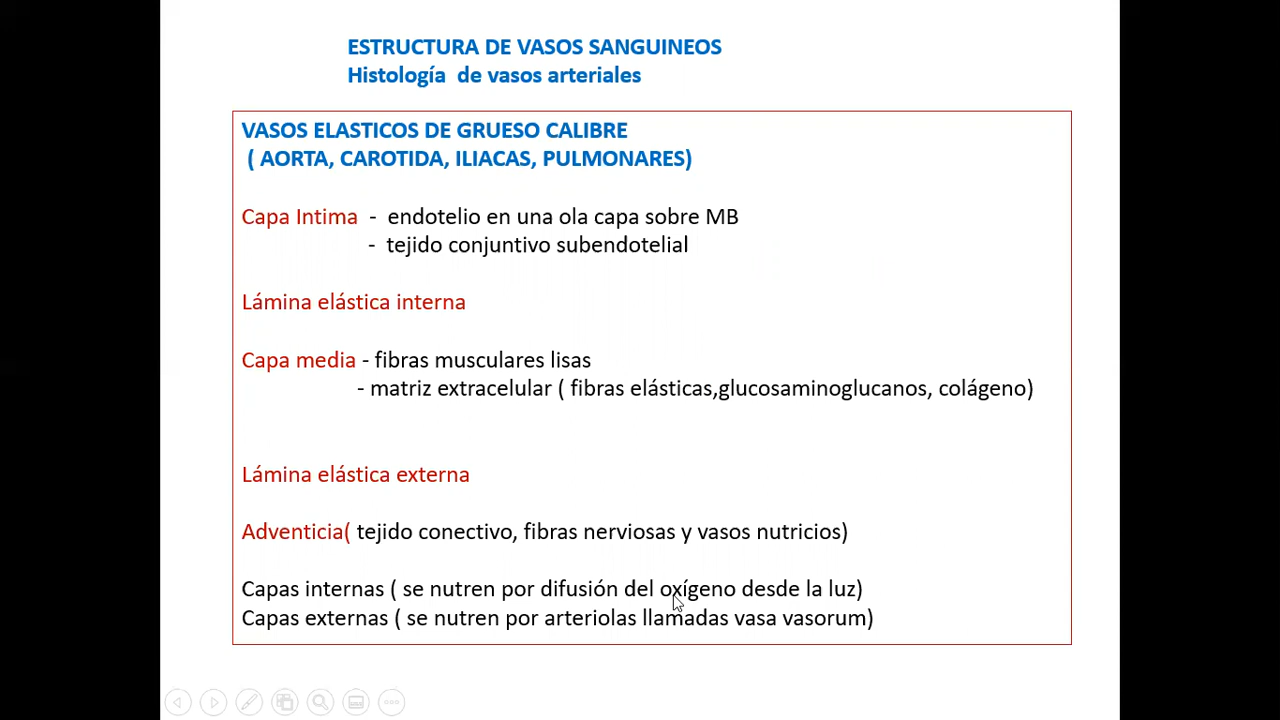 ESTRUCTURA DE VASOS SANGUINEOS
Histología de vasos arteriales
VASOS ELASTICOS DE GRUESO CALIBRE
( AORTA, CAROTIDA, ILIACAS, PULMONARES)
Capa Intima - endotelio en una ola capa sobre MB
- tejido conjuntivo subendotelial
Lámina elástica interna
Capa media - fibras musculares lisas
- matriz extracelular ( fibras elásticas,glucosaminoglucanos, colágeno)
Lámina elástica externa
Adventicia( tejido conectivo, fibras nerviosas y vasos nutricios)
Capas internas ( se nutren por difusión del oxígeno desde la luz)
Capas externas ( se nutren por arteriolas llamadas vasa vasorum)